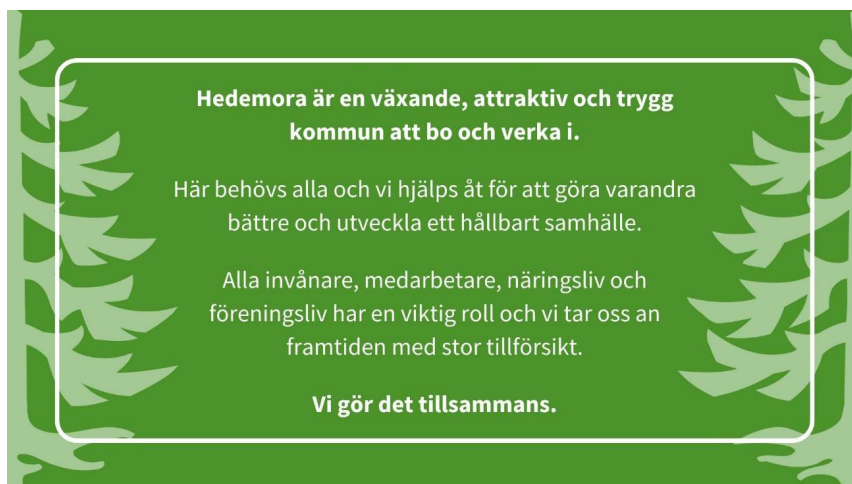 Hedemora är en växande, attraktiv och trygg
kommun att bo och verka i.
Här behövs alla och vi hjälps åt för att göra varandra
bättre och utveckla ett hållbart samhälle.
Alla invånare, medarbetare, näringsliv och
föreningsliv har en viktig roll och vi tar oss an
framtiden med stor tillförsikt.
Vi gör det tillsammans.